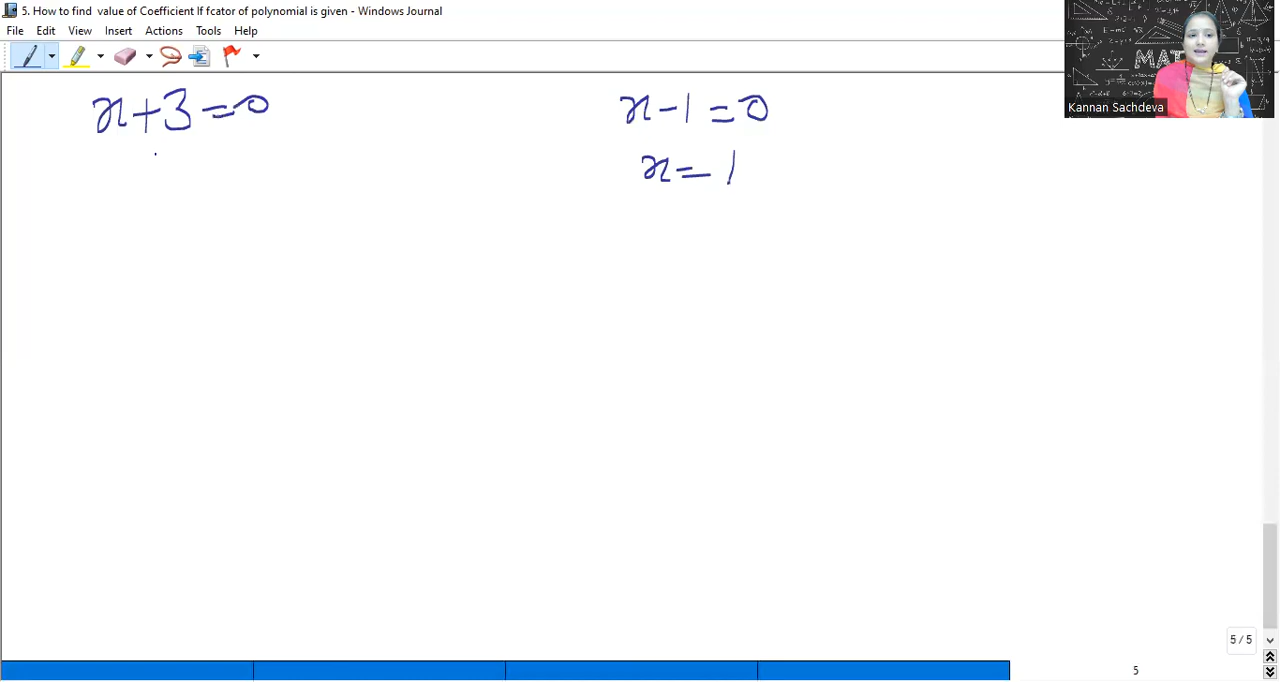 5. How to find value of Coefficient If fcator of polynomial is given - Windows Journal
File Edit View Insert Actions Tools Help
MAT
Kannan Sachdeva
x+3=0
x-1=0
x=1
5 / 5
5